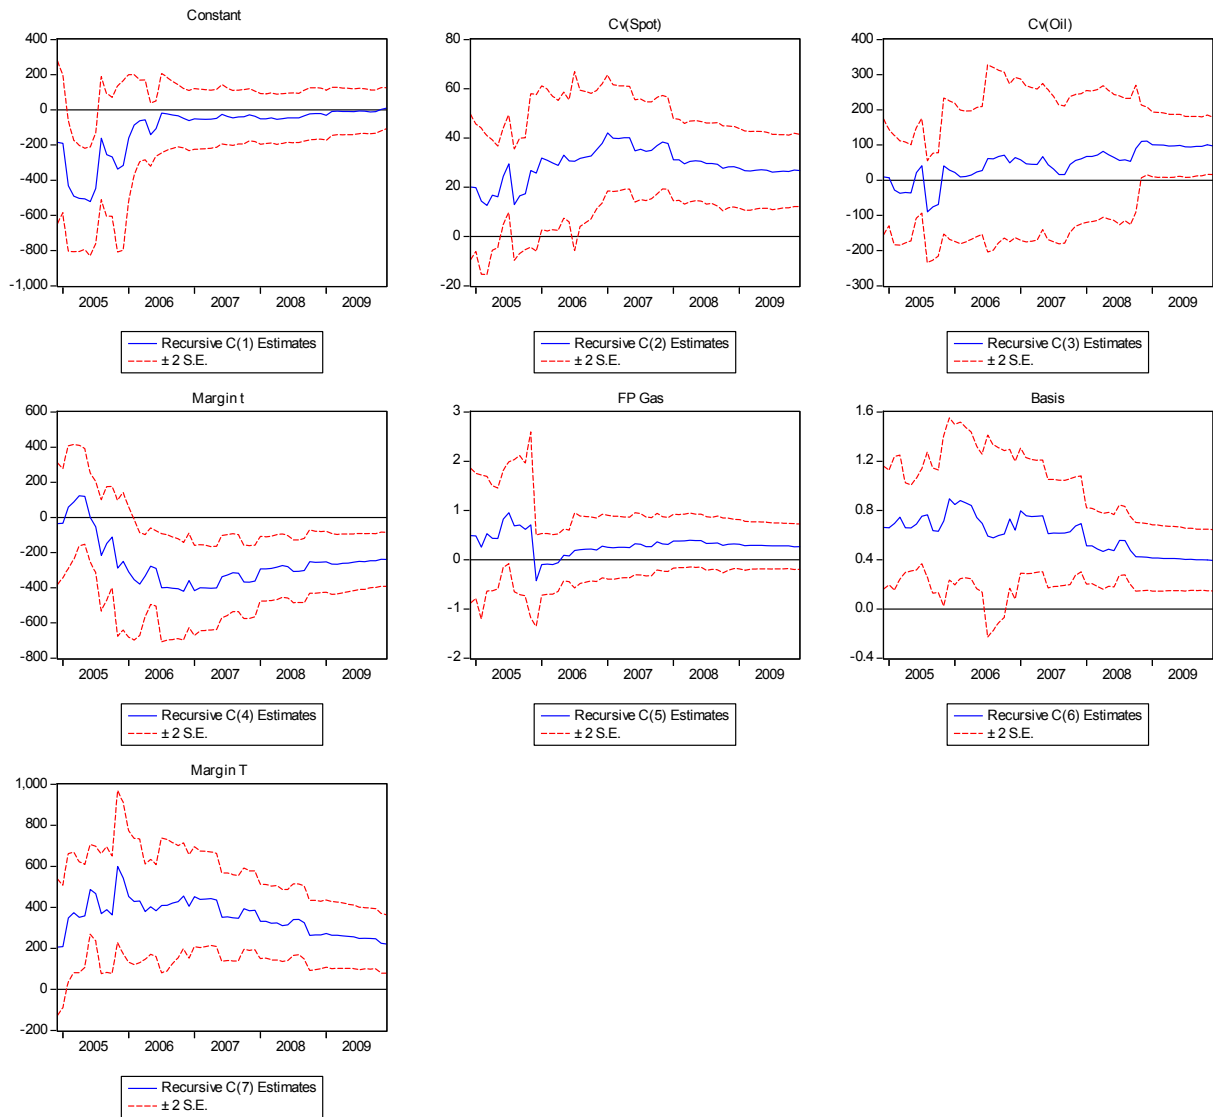 Constant
400
200
0
-200
-400
-600
-800
-1,000
2005 2006 2007 2008 2009
Recursive C(1) Estimates
± 2 S.E.
Cv(Spot)
80
60
40
20
0
-20
2005 2006 2007 2008 2009
Recursive C(2) Estimates
± 2 S.E.
Cv(Oil)
400
300
200
100
0
-100
-200
-300
2005 2006 2007 2008 2009
Recursive C(3) Estimates
± 2 S.E.
Margin t
600
400
200
0
-200
-400
-600
-800
2005 2006 2007 2008 2009
Recursive C(4) Estimates
± 2 S.E.
FP Gas
3
2
1
0
-1
-2
2005 2006 2007 2008 2009
Recursive C(5) Estimates
± 2 S.E.
Basis
1.6
1.2
0.8
0.4
0.0
-0.4
2005 2006 2007 2008 2009
Recursive C(6) Estimates
± 2 S.E.
Margin T
1,000
800
600
400
200
0
-200
2005 2006 2007 2008 2009
Recursive C(7) Estimates
± 2 S.E.